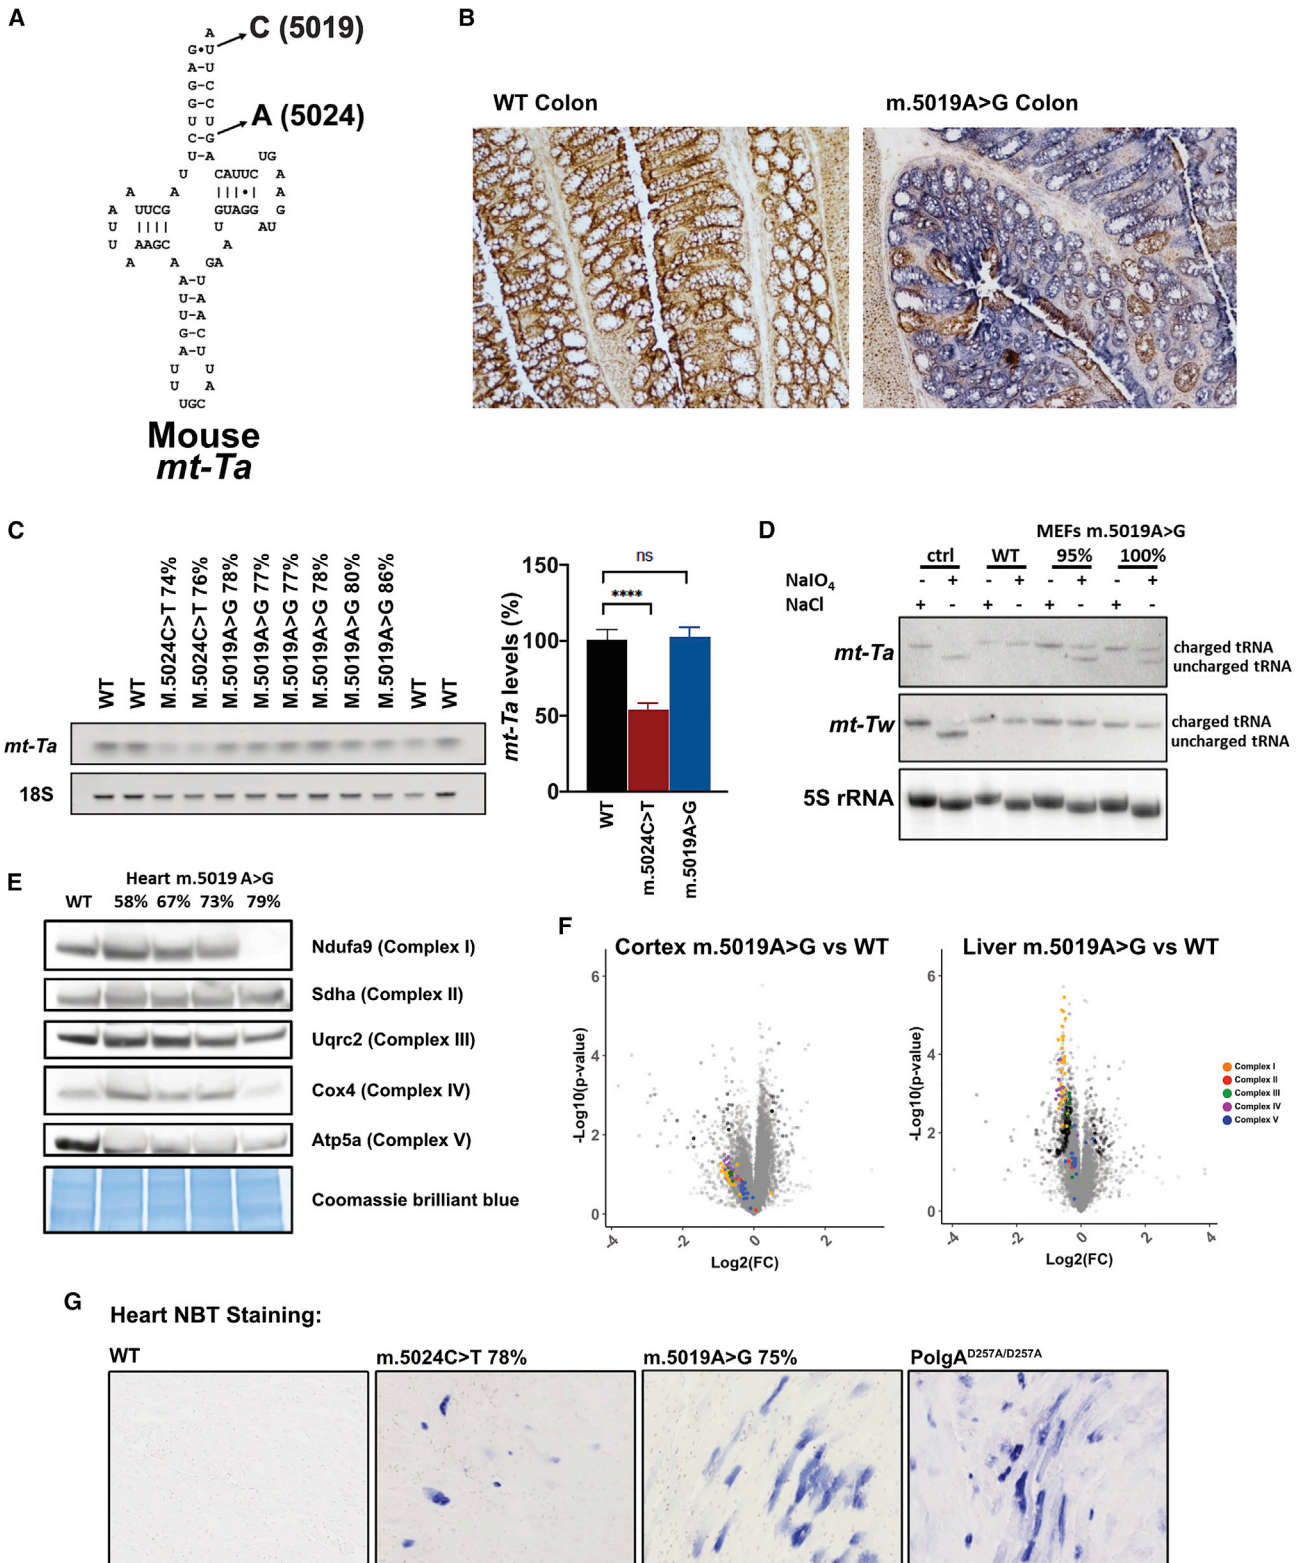 A
C (5019)
A (5024)
A
G•U
A-U
G-C
G-C
U-U
C-G
U-A
U
CAUUC
UG
A
A
G
AU
GUAGG
U
A
GA
A
A
A
UUCG
U
U
AAGC
A
A
A-U
U-A
U-A
G-C
A-U
U
U
U
A
UGC
Mouse
mt-Ta
B
WT Colon
m.5019A>G Colon
C
WT
WT
M.5024C>T 74%
M.5024C>T 76%
M.5019A>G 78%
M.5019A>G 77%
M.5019A>G 77%
M.5019A>G 78%
M.5019A>G 80%
M.5019A>G 86%
WT
WT
mt-Ta
18S
mt-Ta levels (%)
150
100
50
0
ns
****
WT
m.5024C>T
m.5019A>G
D
MEFs m.5019A>G
ctrl WT 95% 100%
NaIO4 - + - + - + - +
NaCl + - + - + - + -
mt-Ta
charged tRNA
uncharged tRNA
mt-Tw
charged tRNA
uncharged tRNA
5S rRNA
E
Heart m.5019 A>G
WT 58% 67% 73% 79%
Ndufa9 (Complex I)
Sdha (Complex II)
Uqrc2 (Complex III)
Cox4 (Complex IV)
Atp5a (Complex V)
Coomassie brilliant blue
F
Cortex m.5019A>G vs WT
-Log10(p-value)
6
4
2
0
-4 -2 0 2
Log2(FC)
Liver m.5019A>G vs WT
-Log10(p-value)
6
4
2
0
-4 -2 0 2 4
Log2(FC)
Complex I
Complex II
Complex III
Complex IV
Complex V
G
Heart NBT Staining:
WT
m.5024C>T 78%
m.5019A>G 75%
PolgA^D257A/D257A